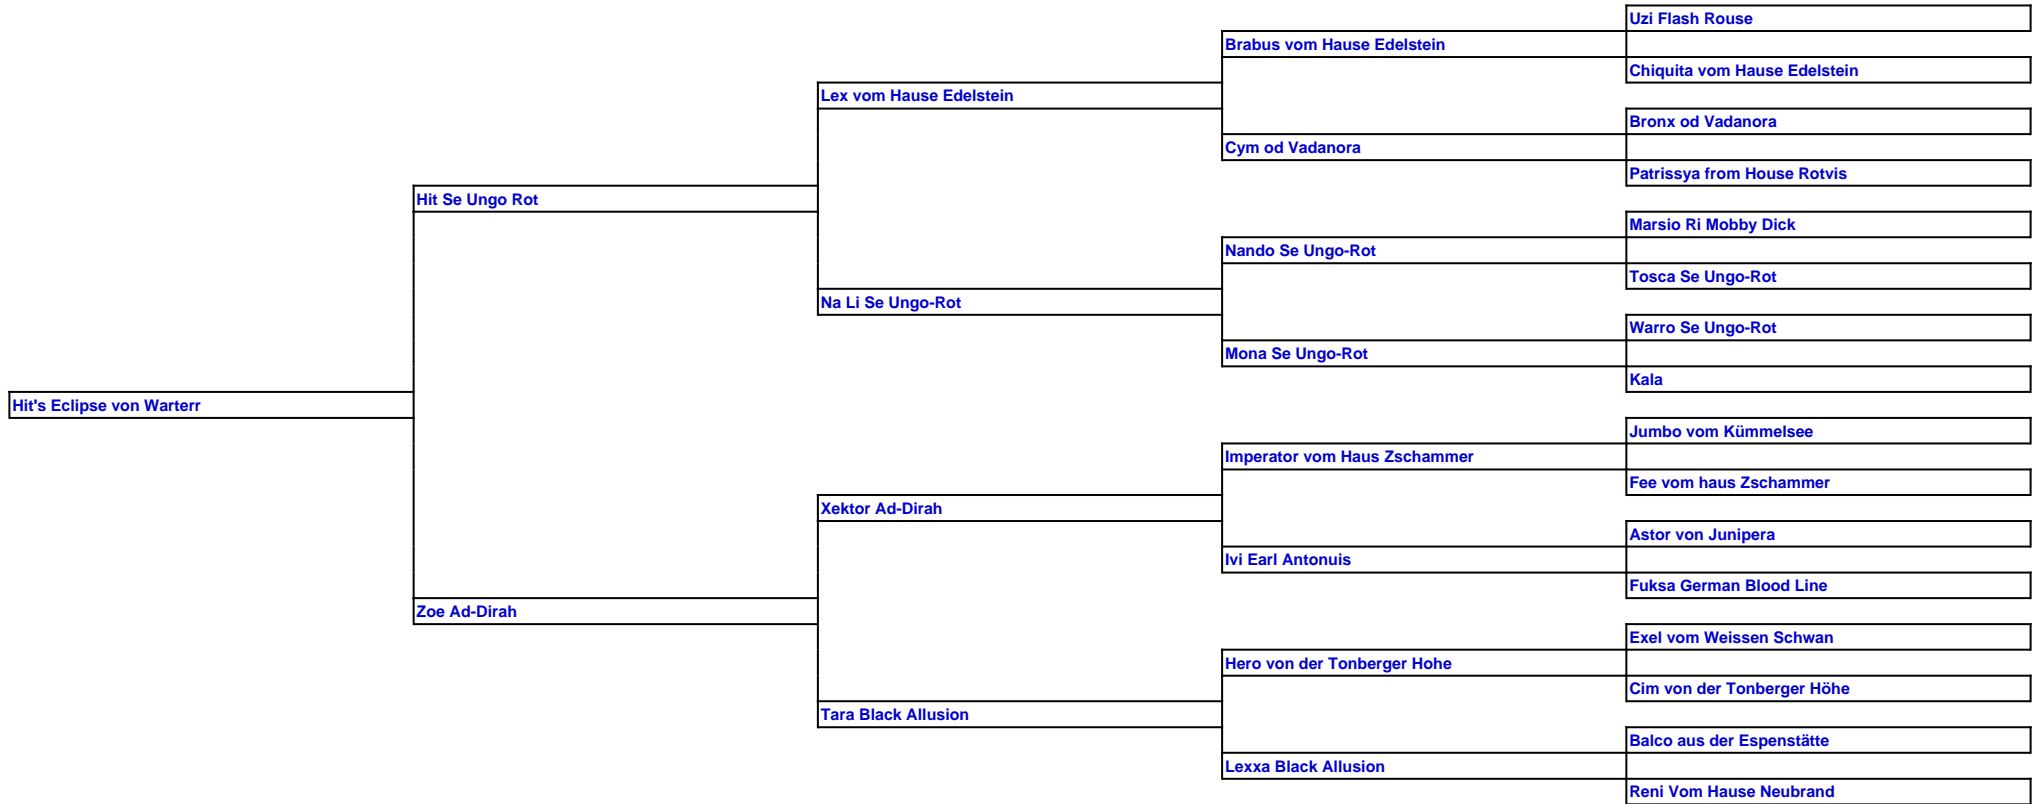 Uzi Flash Rouse
Brabus vom Hause Edelstein
Chiquita vom Hause Edelstein
Lex vom Hause Edelstein
Bronx od Vadanora
Cym od Vadanora
Patrissya from House Rotvis
Hit Se Ungo Rot
Marsio Ri Mobby Dick
Nando Se Ungo-Rot
Tosca Se Ungo-Rot
Na Li Se Ungo-Rot
Warro Se Ungo-Rot
Mona Se Ungo-Rot
Kala
Hit's Eclipse von Warterr
Jumbo vom Kümmelsee
Imperator vom Haus Zschammer
Fee vom haus Zschammer
Xektor Ad-Dirah
Astor von Junipera
Ivi Earl Antonuis
Fuksa German Blood Line
Zoe Ad-Dirah
Exel vom Weissen Schwan
Hero von der Tonberger Hohe
Cim von der Tonberger Höhe
Tara Black Allusion
Balco aus der Espenstätte
Lexxa Black Allusion
Reni Vom Hause Neubrand